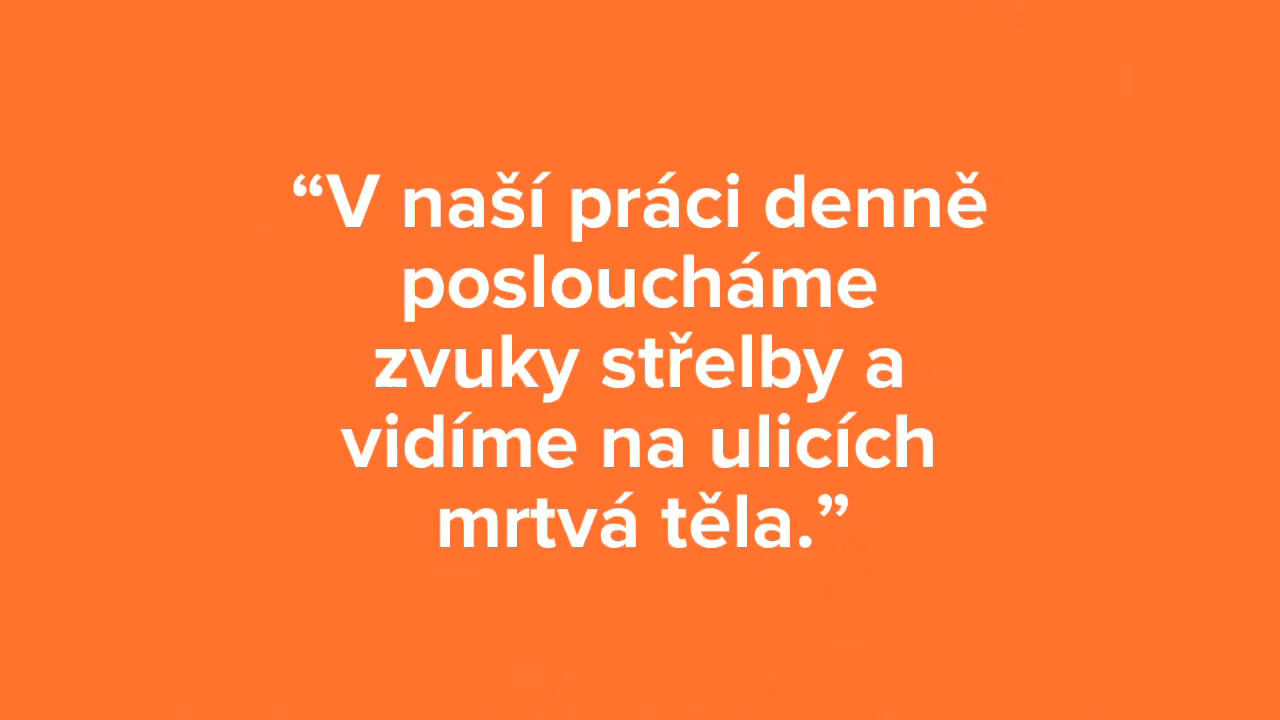 “V naší práci denně
posloucháme
zvuky střelby a
vidíme na ulicích
mrtvá těla.”